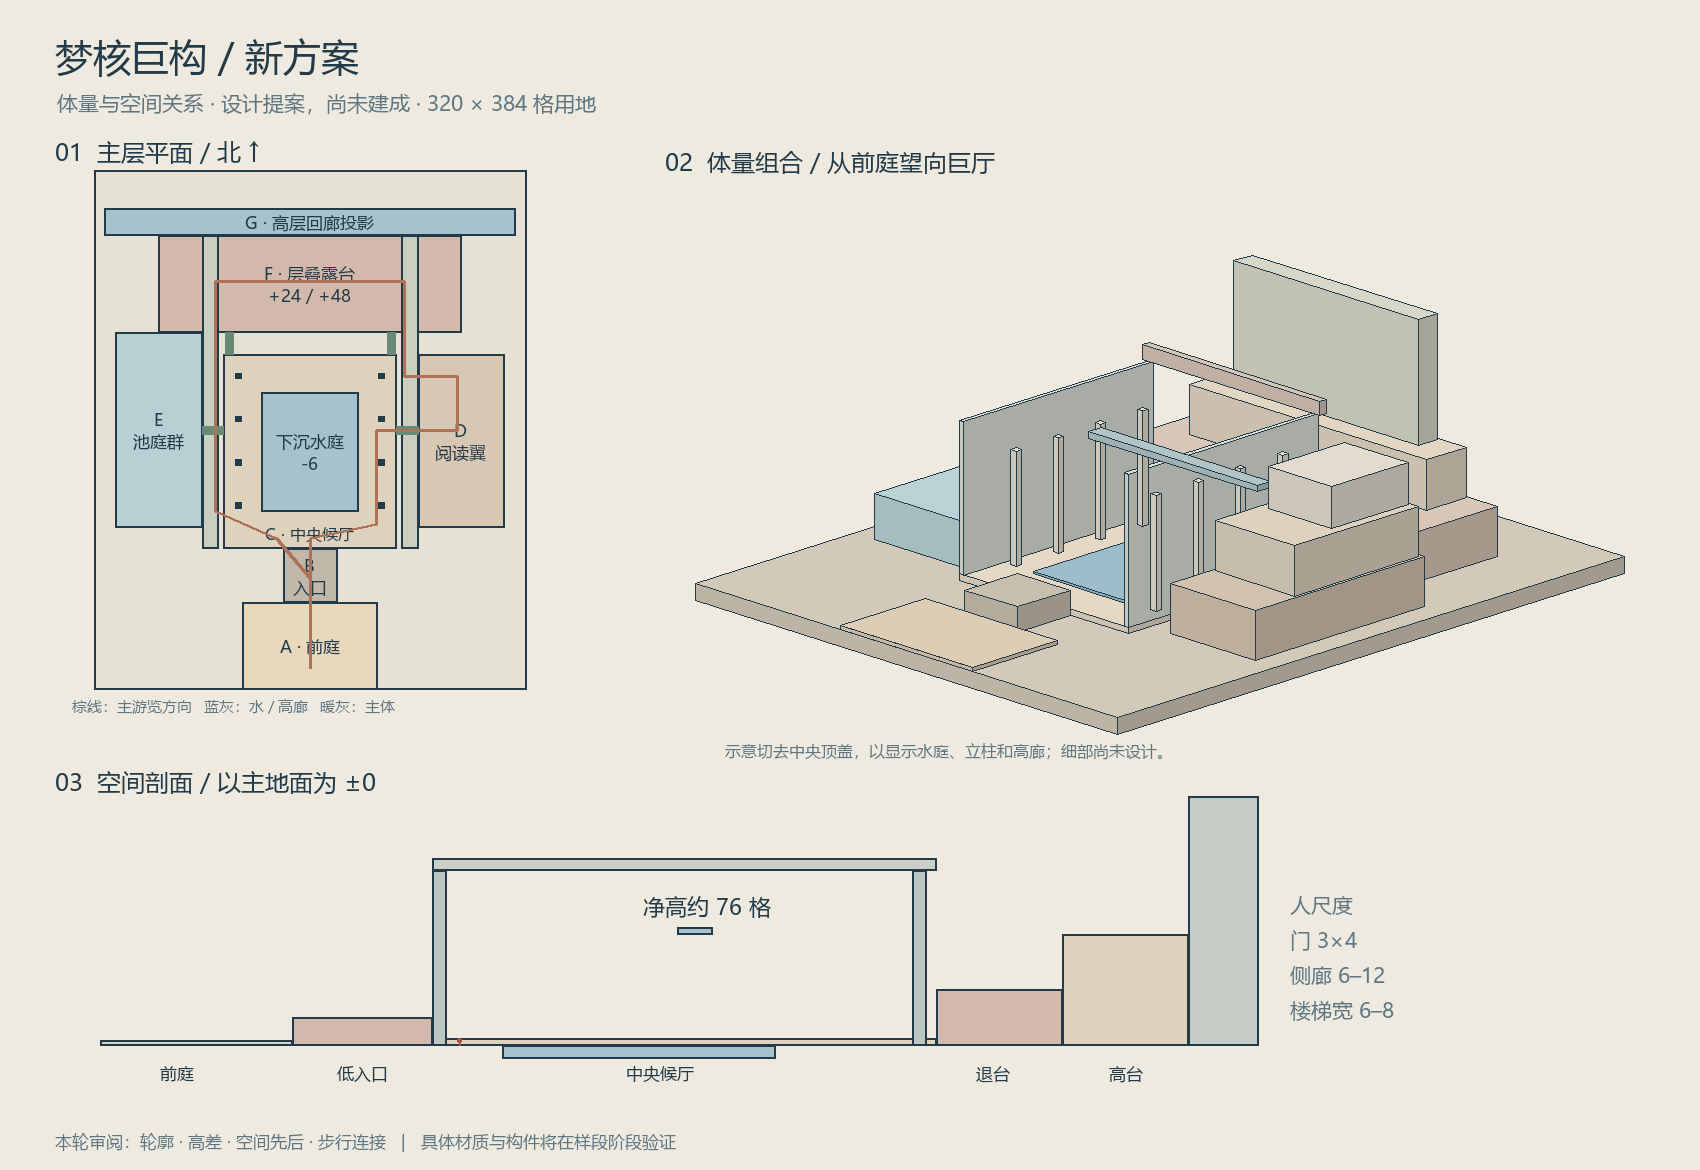 梦核巨构 / 新方案
体量与空间关系 · 设计提案，尚未建成 · 320 × 384 格用地
01 主层平面 / 北 ↑
G · 高层回廊投影
F · 层叠露台
+24 / +48
E
池庭群
下沉水庭
-6
D
阅读翼
C · 中央候厅
B
入口
A · 前庭
棕线：主游览方向 蓝灰：水 / 高廊 暖灰：主体
02 体量组合 / 从前庭望向巨厅
示意切去中央顶盖，以显示水庭、立柱和高廊；细部尚未设计。
03 空间剖面 / 以主地面为 ±0
净高约 76 格
人尺度
门 3×4
侧廊 6–12
楼梯宽 6–8
前庭
低入口
中央候厅
退台
高台
本轮审阅：轮廓 · 高差 · 空间先后 · 步行连接 | 具体材质与构件将在样段阶段验证